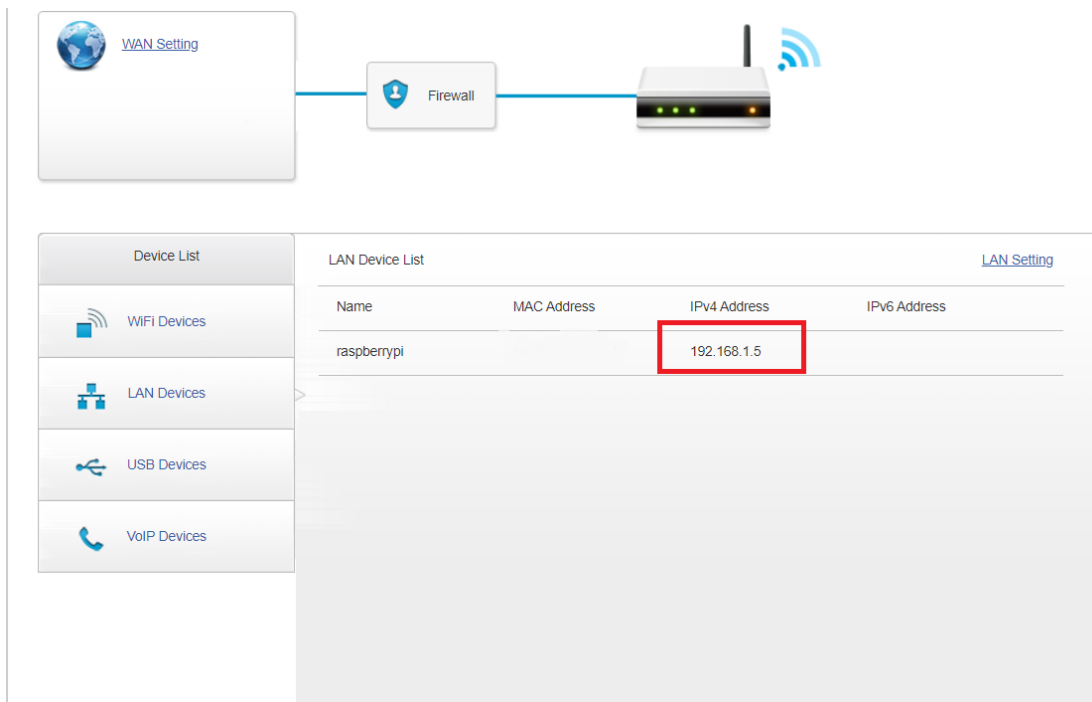 WAN Setting
Firewall
Device List
WiFi Devices
LAN Devices
USB Devices
VoIP Devices
LAN Device List
LAN Setting
Name MAC Address IPv4 Address IPv6 Address
raspberrypi 192.168.1.5